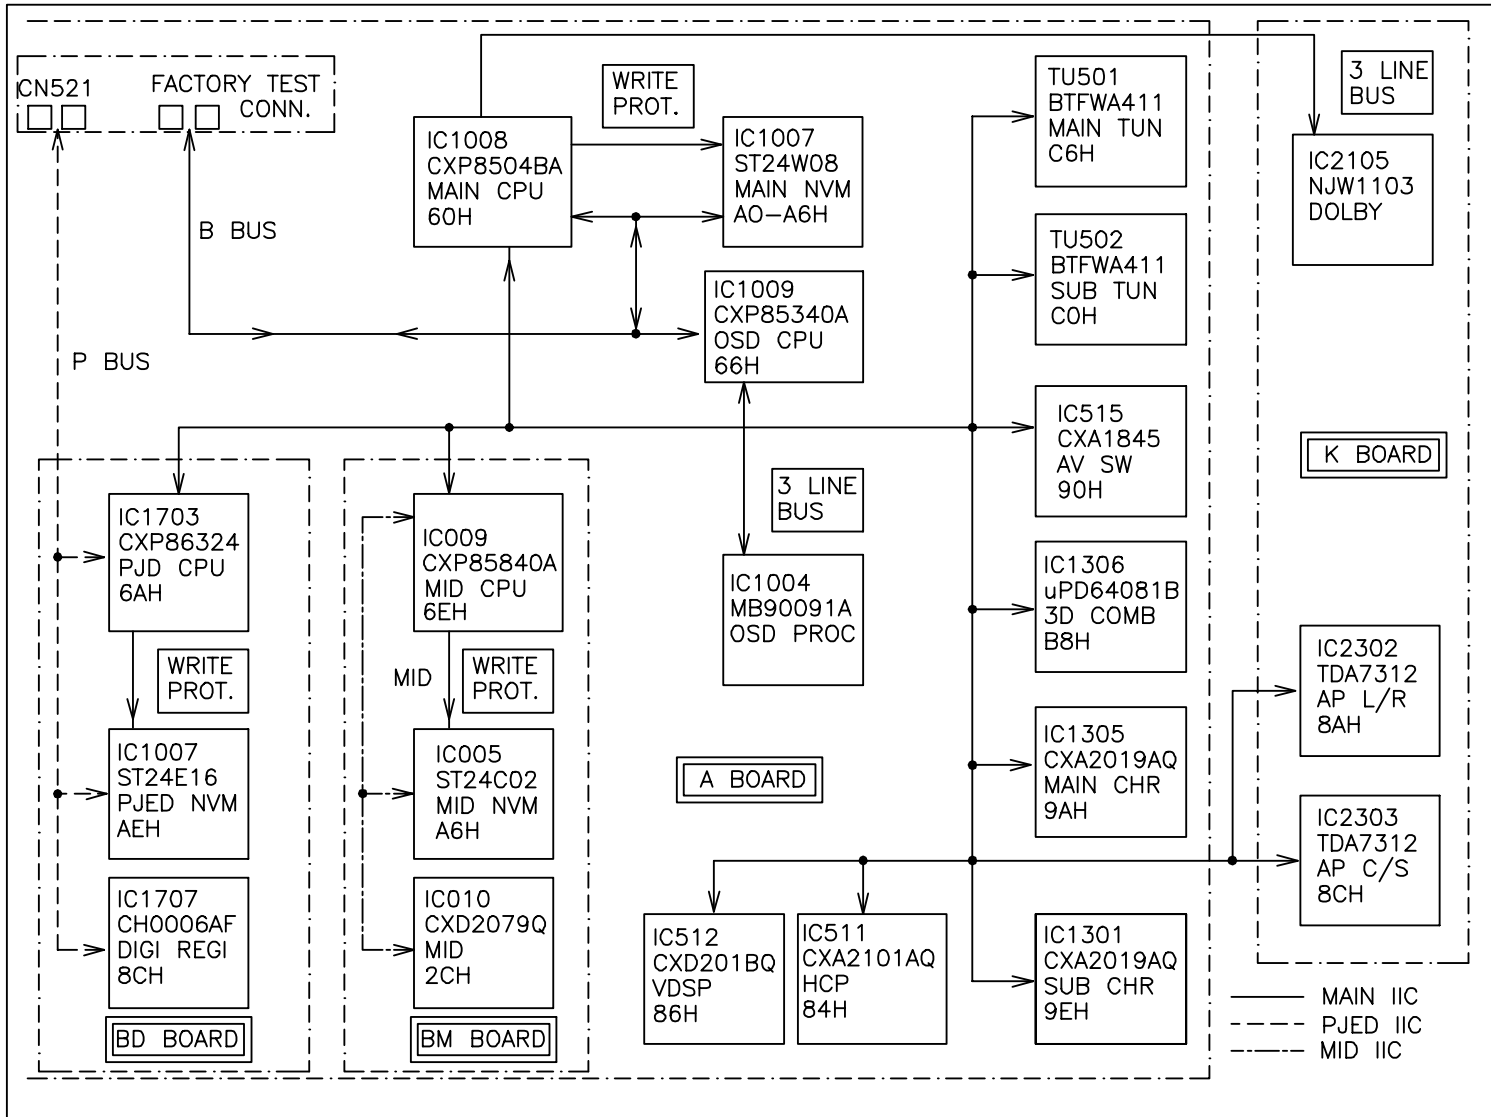 CN521
FACTORY TEST
CONN.
B BUS
P BUS
IC1008
CXP8504BA
MAIN CPU
60H
WRITE
PROT.
IC1007
ST24W08
MAIN NVM
AO-A6H
IC1009
CXP85340A
OSD CPU
66H
3 LINE
BUS
IC1004
MB90091A
OSD PROC
TU501
BTFWA411
MAIN TUN
C6H
TU502
BTFWA411
SUB TUN
C0H
IC515
CXA1845
AV SW
90H
IC1306
uPD64081B
3D COMB
B8H
IC1305
CXA2019AQ
MAIN CHR
9AH
IC1301
CXA2019AQ
SUB CHR
9EH
IC512
CXD201BQ
VDSP
86H
IC511
CXA2101AQ
HCP
84H
A BOARD
3 LINE
BUS
IC2105
NJW1103
DOLBY
K BOARD
IC2302
TDA7312
AP L/R
8AH
IC2303
TDA7312
AP C/S
8CH
IC1703
CXP86324
PJD CPU
6AH
WRITE
PROT.
IC1007
ST24E16
PJED NVM
AEH
IC1707
CH0006AF
DIGI REGI
8CH
BD BOARD
IC009
CXP85840A
MID CPU
6EH
MID
WRITE
PROT.
IC005
ST24C02
MID NVM
A6H
IC010
CXD2079Q
MID
2CH
BM BOARD
MAIN IIC
PJED IIC
MID IIC